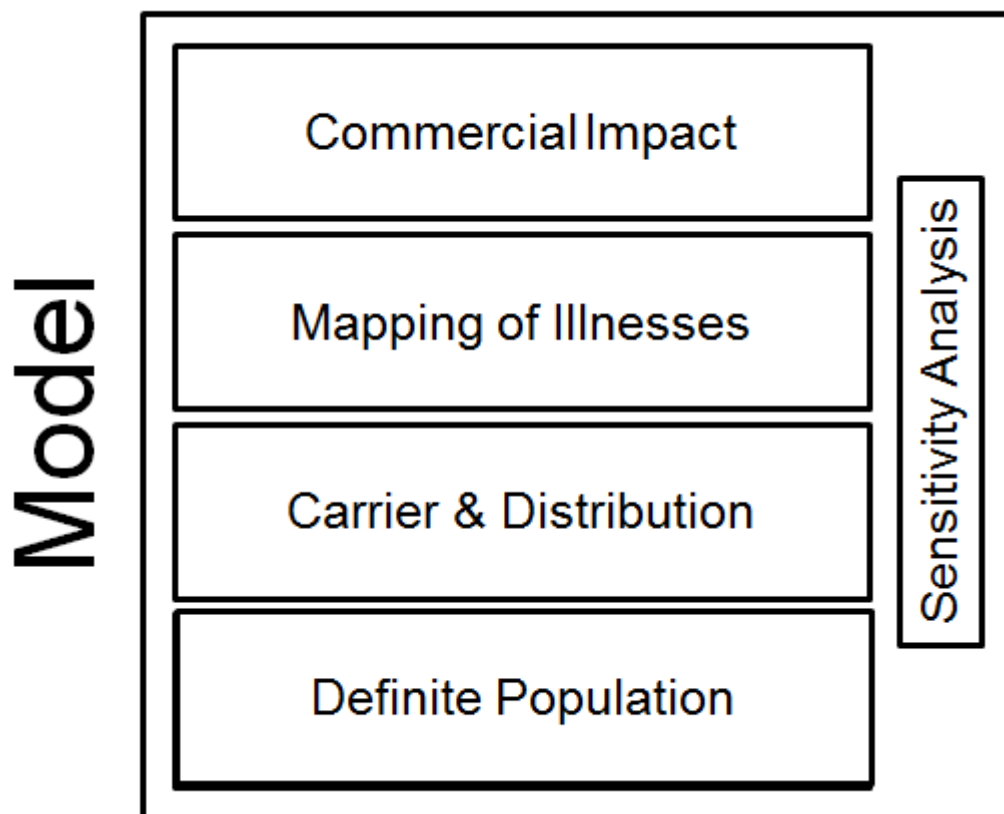 Model
Commercial Impact
Mapping of Illnesses
Carrier & Distribution
Definite Population
Sensitivity Analysis